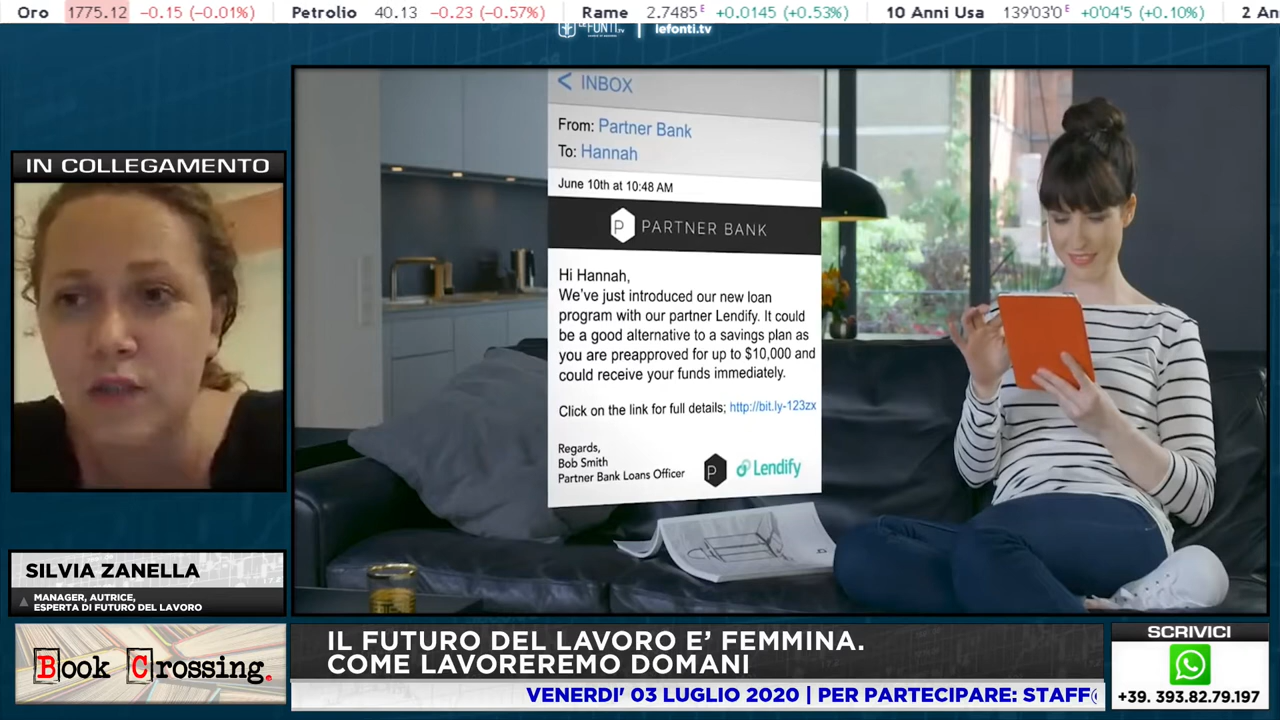 Oro 1775.12 −0.15 (−0.01%) Petrolio 40.13 −0.23 (−0.57%) Rame 2.7485E +0.0145 (+0.53%) 10 Anni Usa 139'03'0E +0'04'5 (+0.10%) 2 An
LE FONTI.TV | lefonti.tv
IN COLLEGAMENTO
< INBOX
From: Partner Bank
To: Hannah
June 10th at 10:48 AM
P PARTNER BANK
Hi Hannah,
We've just introduced our new loan
program with our partner Lendify. It could
be a good alternative to a savings plan as
you are preapproved for up to $10,000 and
could receive your funds immediately.
Click on the link for full details; http://bit.ly-123zx
Regards,
Bob Smith
Partner Bank Loans Officer
P Lendify
SILVIA ZANELLA
MANAGER, AUTRICE,
ESPERTA DI FUTURO DEL LAVORO
Book Crossing.
IL FUTURO DEL LAVORO E' FEMMINA.
COME LAVOREREMO DOMANI
VENERDI' 03 LUGLIO 2020 | PER PARTECIPARE: STAFF@
SCRIVICI
+39. 393.82.79.197